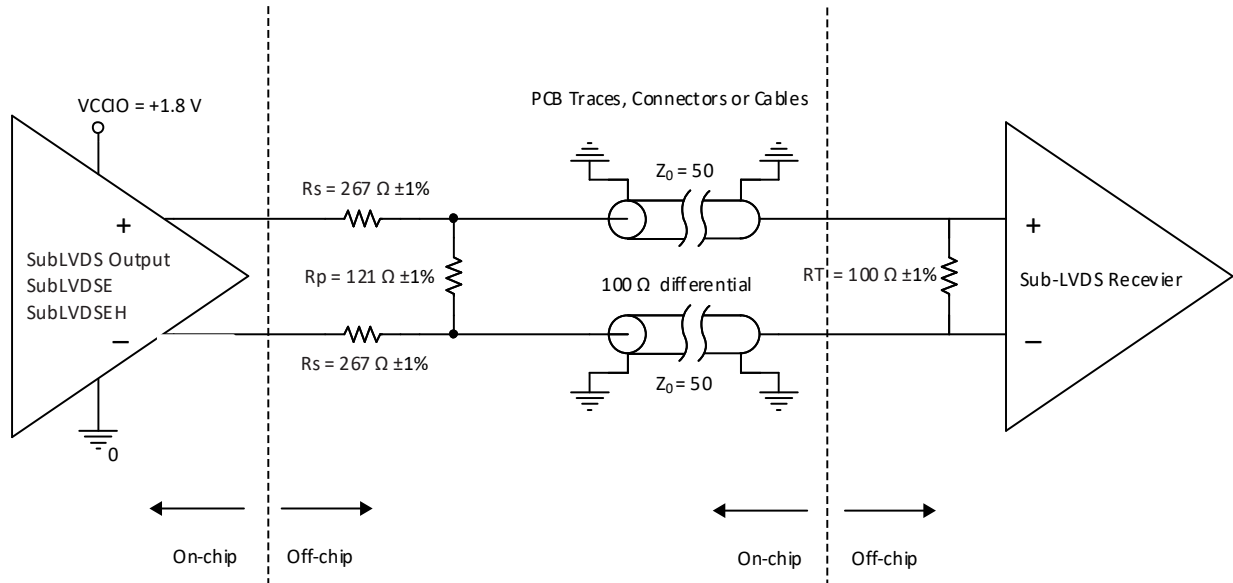 VCCIO = +1.8 V
PCB Traces, Connectors or Cables
Z0 = 50
Rs = 267 Ω ±1%
+
+
SubLVDS Output
SubLVDSE
SubLVDSEH
Rp = 121 Ω ±1%
100 Ω differential
RT = 100 Ω ±1%
Sub-LVDS Recevier
−
−
Rs = 267 Ω ±1%
Z0 = 50
0
On-chip
Off-chip
On-chip
Off-chip